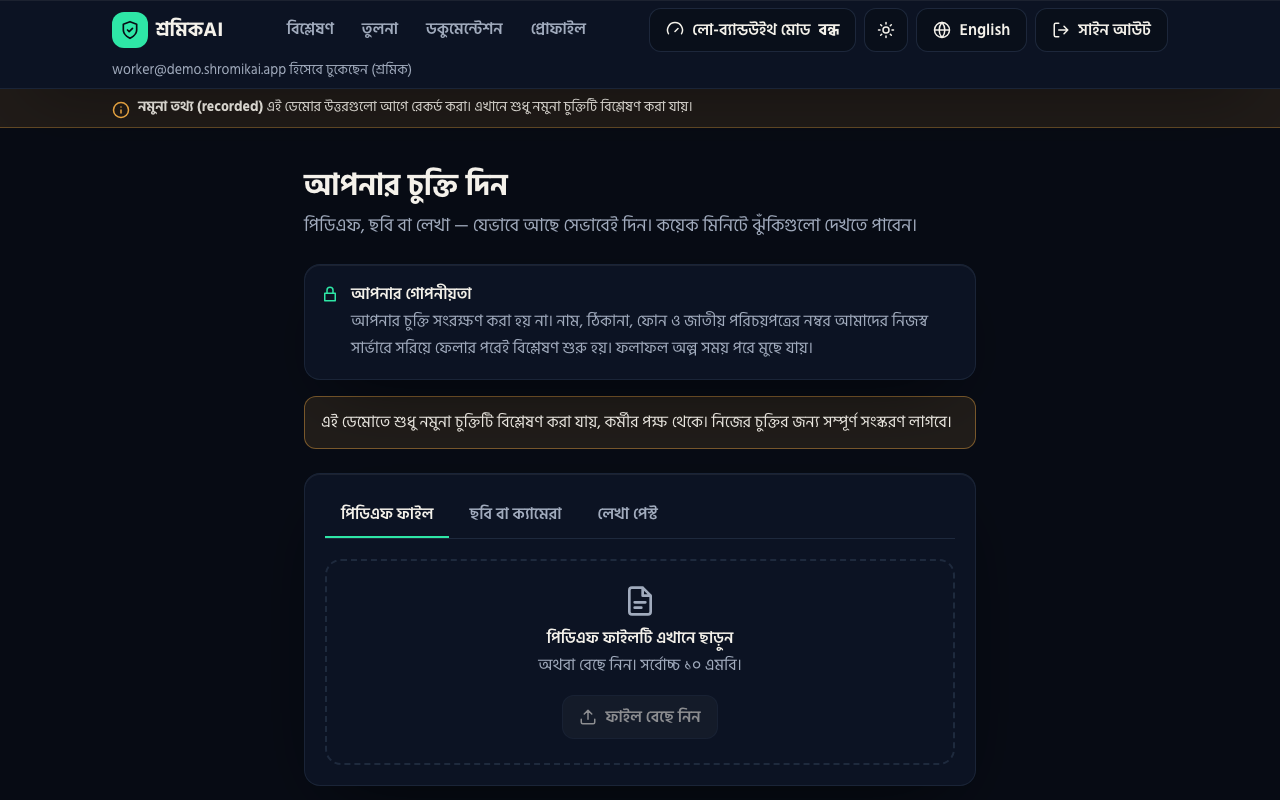 শ্রমিকAI
বিশ্লেষণ
তুলনা
ডকুমেন্টেশন
প্রোফাইল
লো-ব্যান্ডউইথ মোড বন্ধ
English
সাইন আউট
worker@demo.shromikai.app হিসেবে ঢুকেছেন (শ্রমিক)
নমুনা তথ্য (recorded) এই ডেমোর উত্তরগুলো আগে রেকর্ড করা। এখানে শুধু নমুনা চুক্তিটি বিশ্লেষণ করা যায়।
আপনার চুক্তি দিন
পিডিএফ, ছবি বা লেখা — যেভাবে আছে সেভাবেই দিন। কয়েক মিনিটে ঝুঁকিগুলো দেখতে পাবেন।
আপনার গোপনীয়তা
আপনার চুক্তি সংরক্ষণ করা হয় না। নাম, ঠিকানা, ফোন ও জাতীয় পরিচয়পত্রের নম্বর আমাদের নিজস্ব
সার্ভারে সরিয়ে ফেলার পরেই বিশ্লেষণ শুরু হয়। ফলাফল অল্প সময় পরে মুছে যায়।
এই ডেমোতে শুধু নমুনা চুক্তিটি বিশ্লেষণ করা যায়, কর্মীর পক্ষ থেকে। নিজের চুক্তির জন্য সম্পূর্ণ সংস্করণ লাগবে।
পিডিএফ ফাইল
ছবি বা ক্যামেরা
লেখা পেস্ট
পিডিএফ ফাইলটি এখানে ছাড়ুন
অথবা বেছে নিন। সর্বোচ্চ ১০ এমবি।
ফাইল বেছে নিন